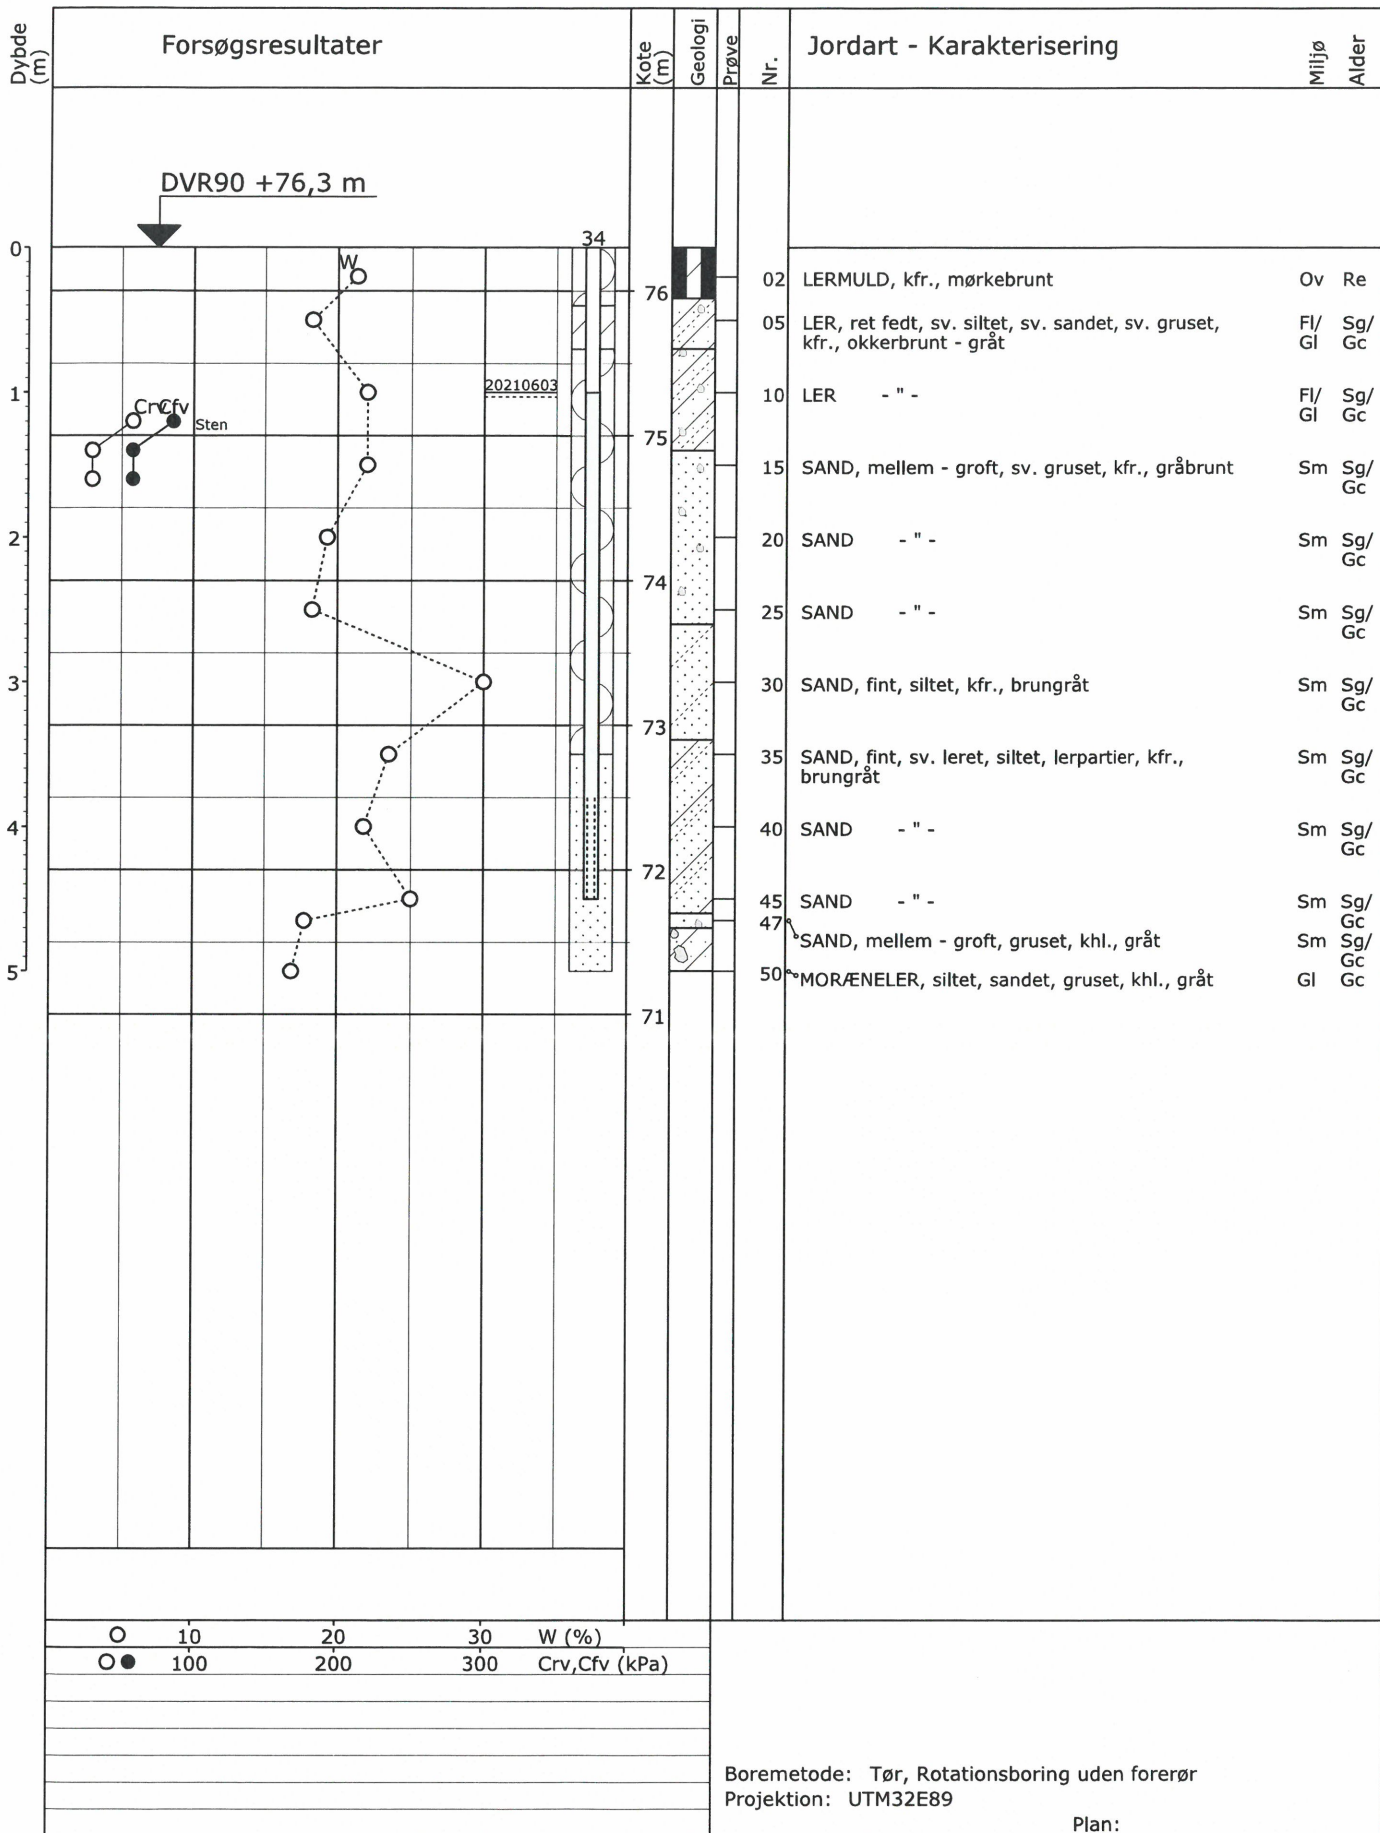 Dybde (m)
Forsøgsresultater
Kote (m)
Geologi
Prøve
Nr.
Jordart - Karakterisering
Miljø
Alder
DVR90 +76,3 m
0
34
W
02 LERMULD, kfr., mørkebrunt Ov Re
76
05 LER, ret fedt, sv. siltet, sv. sandet, sv. gruset, Fl/ Sg/
kfr., okkerbrunt - gråt Gl Gc
1
20210603
10 LER - " - Fl/ Sg/
Gl Gc
Crv Cfv
Sten
75
15 SAND, mellem - groft, sv. gruset, kfr., gråbrunt Sm Sg/
Gc
2
20 SAND - " - Sm Sg/
Gc
74
25 SAND - " - Sm Sg/
Gc
3
30 SAND, fint, siltet, kfr., brungråt Sm Sg/
Gc
73
35 SAND, fint, sv. leret, siltet, lerpartier, kfr., Sm Sg/
brungråt Gc
4
40 SAND - " - Sm Sg/
Gc
72
45 SAND - " - Sm Sg/
Gc
47 SAND, mellem - groft, gruset, khl., gråt Sm Sg/
Gc
5
50 MORÆNELER, siltet, sandet, gruset, khl., gråt Gl Gc
71
10 20 30 W (%)
100 200 300 Crv,Cfv (kPa)
Boremetode: Tør, Rotationsboring uden forerør
Projektion: UTM32E89
Plan: